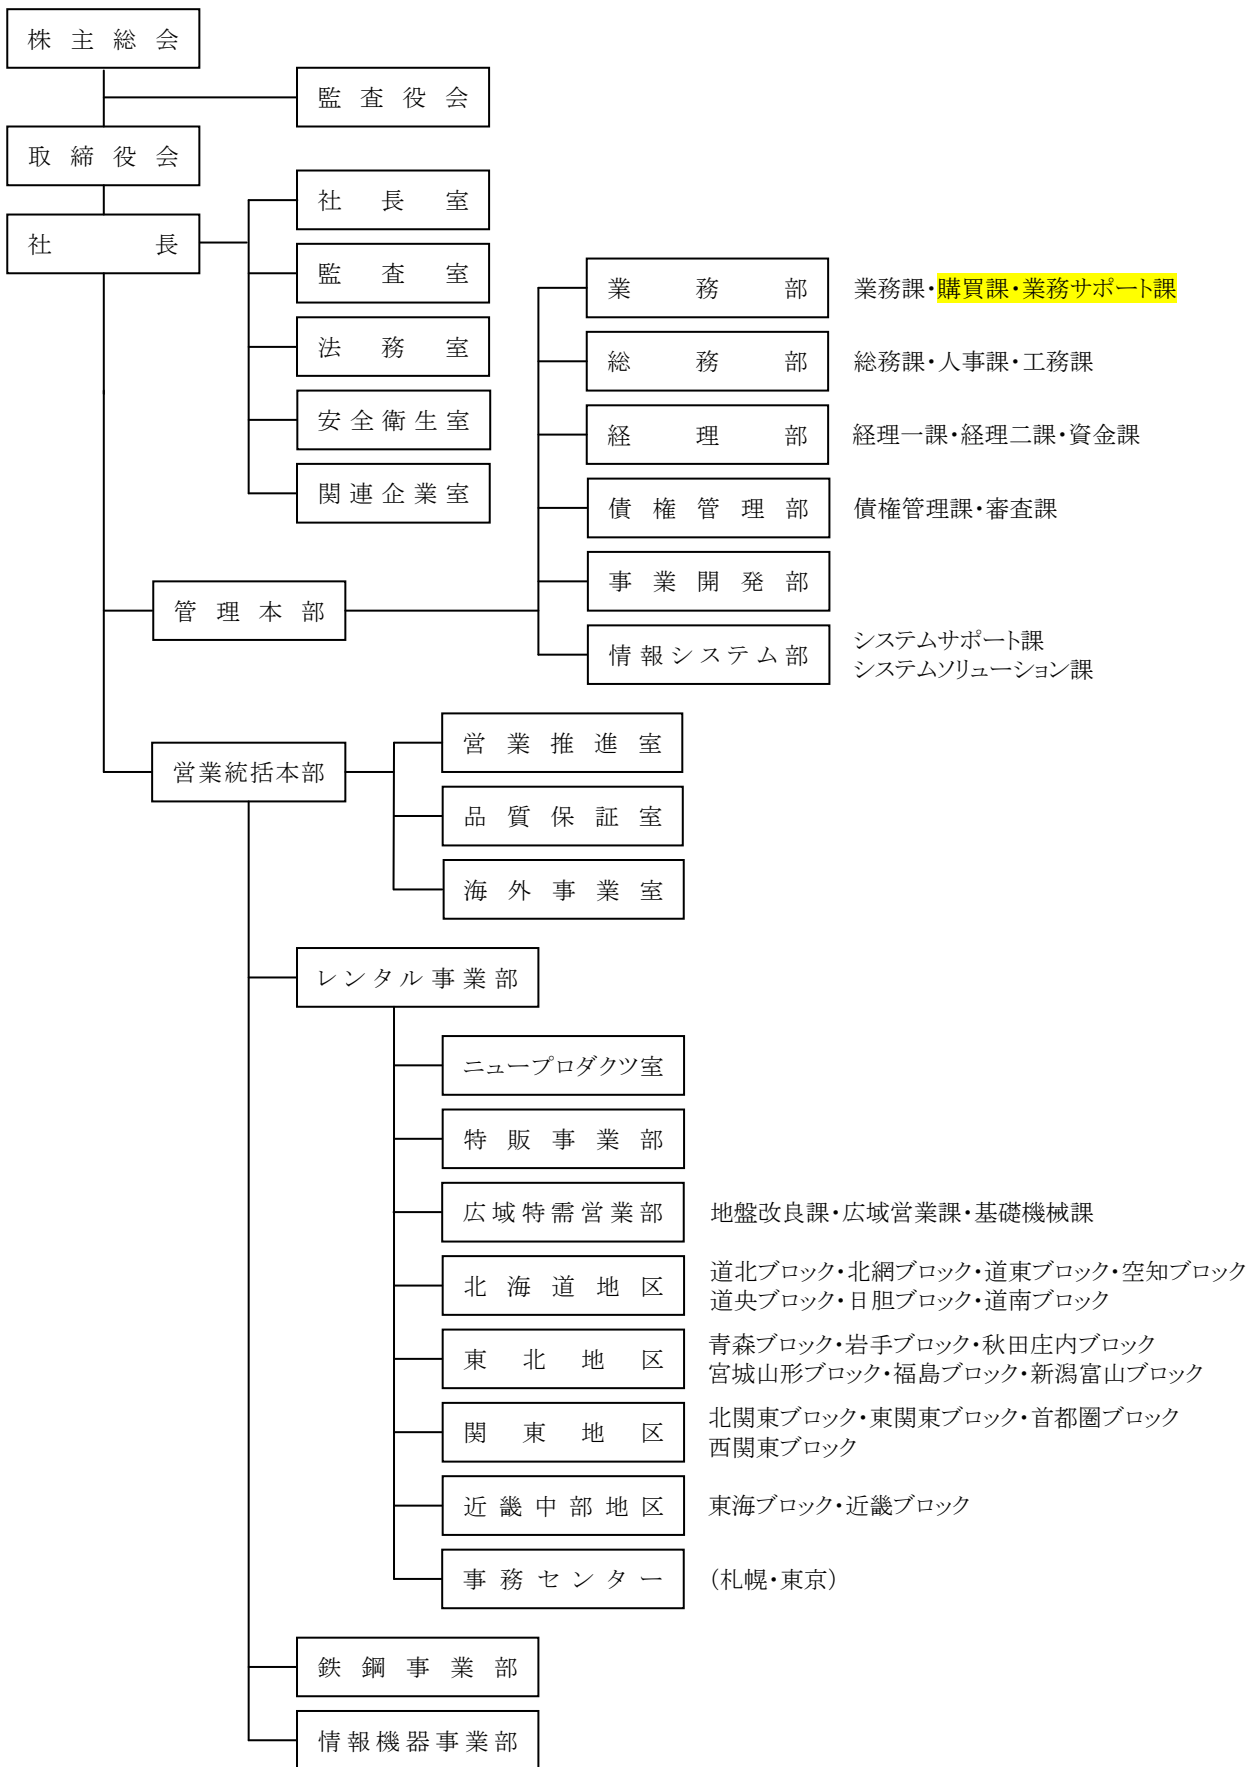 株主総会
監査役会
取締役会
社長室
社長
監査室
業務部 業務課・購買課・業務サポート課
法務室
総務部 総務課・人事課・工務課
安全衛生室
経理部 経理一課・経理二課・資金課
関連企業室
債権管理部 債権管理課・審査課
事業開発部
管理本部
情報システム部 システムサポート課
システムソリューション課
営業推進室
営業統括本部
品質保証室
海外事業室
レンタル事業部
ニュープロダクツ室
特販事業部
広域特需営業部 地盤改良課・広域営業課・基礎機械課
北海道地区 道北ブロック・北網ブロック・道東ブロック・空知ブロック
道央ブロック・日胆ブロック・道南ブロック
東北地区 青森ブロック・岩手ブロック・秋田庄内ブロック
宮城山形ブロック・福島ブロック・新潟富山ブロック
関東地区 北関東ブロック・東関東ブロック・首都圏ブロック
西関東ブロック
近畿中部地区 東海ブロック・近畿ブロック
事務センター (札幌・東京)
鉄鋼事業部
情報機器事業部